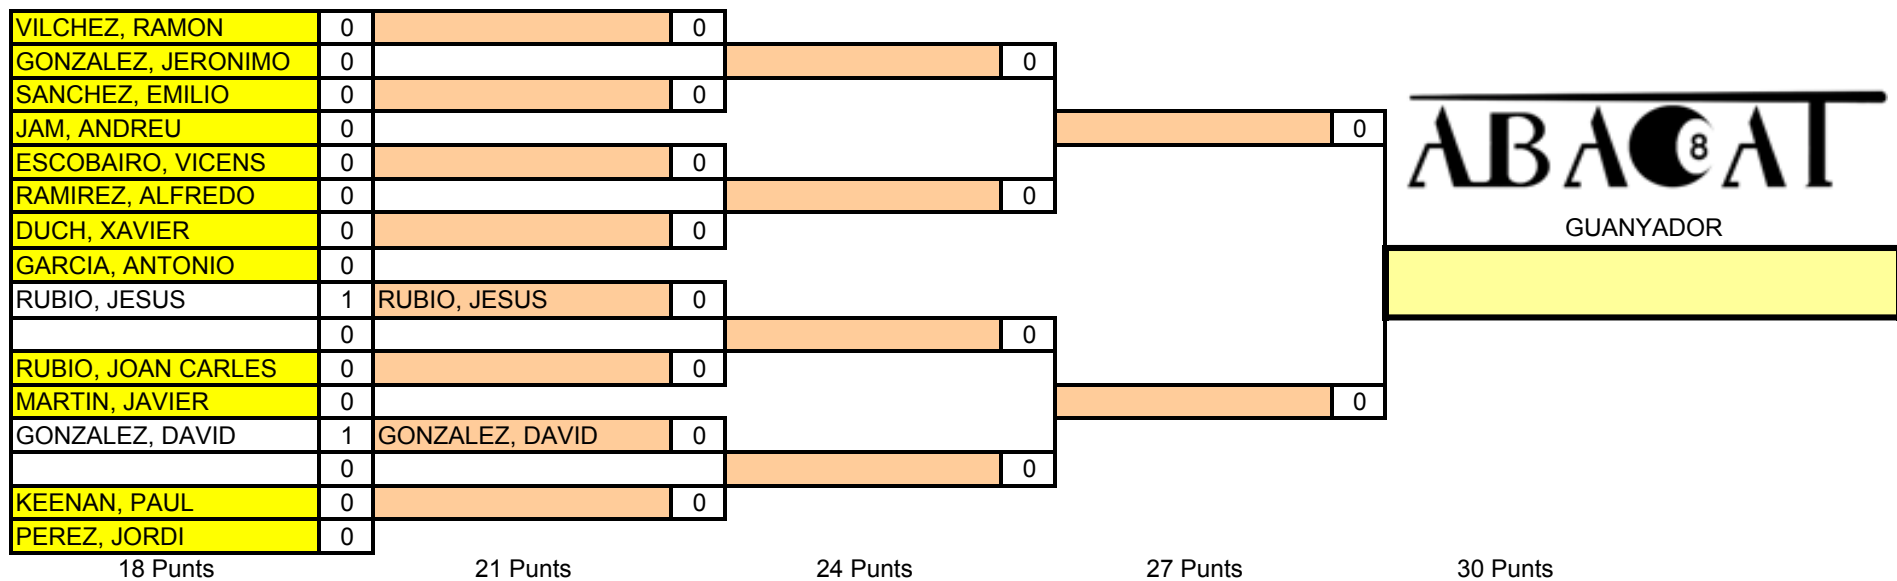 VILCHEZ, RAMON 0 0
GONZALEZ, JERONIMO 0 0
SANCHEZ, EMILIO 0 0
JAM, ANDREU 0 0
ESCOBAIRO, VICENS 0 0
RAMIREZ, ALFREDO 0 0
DUCH, XAVIER 0 0
GARCIA, ANTONIO 0
RUBIO, JESUS 1 RUBIO, JESUS 0
0 0
RUBIO, JOAN CARLES 0 0
MARTIN, JAVIER 0 0
GONZALEZ, DAVID 1 GONZALEZ, DAVID 0
0 0
KEENAN, PAUL 0 0
PEREZ, JORDI 0
18 Punts 21 Punts 24 Punts 27 Punts 30 Punts
ABACAT
8
GUANYADOR